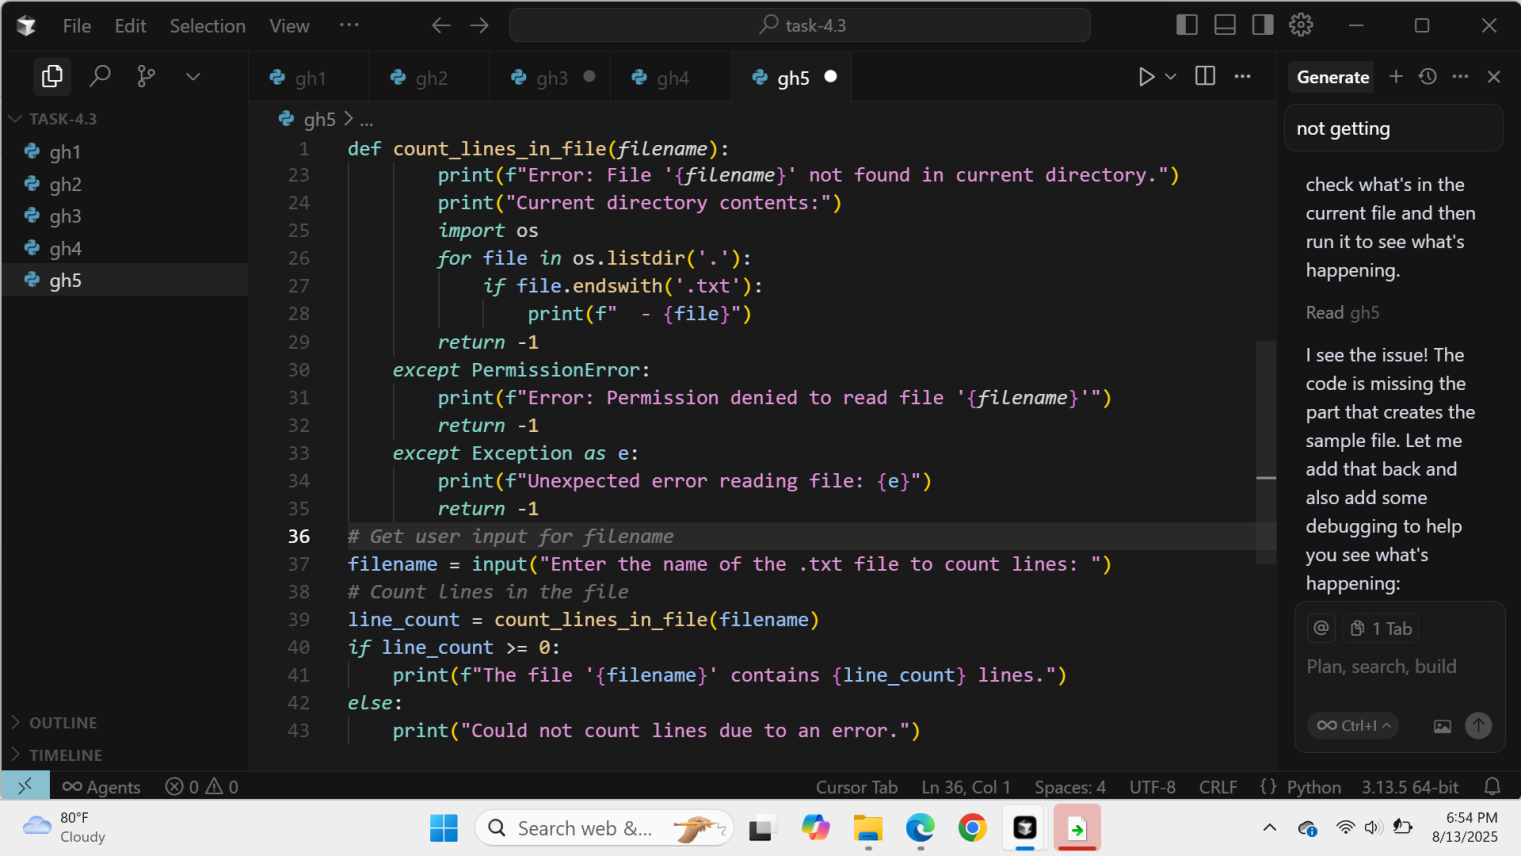 File Edit Selection View ···
task-4.3
gh1
gh2
gh3
gh4
gh5
Generate
TASK-4.3
gh1
gh2
gh3
gh4
gh5
OUTLINE
TIMELINE
gh5 > ...
1 def count_lines_in_file(filename):
23 print(f"Error: File '{filename}' not found in current directory.")
24 print("Current directory contents:")
25 import os
26 for file in os.listdir('.'):
27 if file.endswith('.txt'):
28 print(f"  - {file}")
29 return -1
30 except PermissionError:
31 print(f"Error: Permission denied to read file '{filename}'")
32 return -1
33 except Exception as e:
34 print(f"Unexpected error reading file: {e}")
35 return -1
36 # Get user input for filename
37 filename = input("Enter the name of the .txt file to count lines: ")
38 # Count lines in the file
39 line_count = count_lines_in_file(filename)
40 if line_count >= 0:
41 print(f"The file '{filename}' contains {line_count} lines.")
42 else:
43 print("Could not count lines due to an error.")
not getting
check what's in the
current file and then
run it to see what's
happening.
Read gh5
I see the issue! The
code is missing the
part that creates the
sample file. Let me
add that back and
also add some
debugging to help
you see what's
happening:
@ 1 Tab
Plan, search, build
∞ Ctrl+I
Agents 0 0 Cursor Tab Ln 36, Col 1 Spaces: 4 UTF-8 CRLF {} Python 3.13.5 64-bit
80°F
Cloudy
Search web &...
6:54 PM
8/13/2025